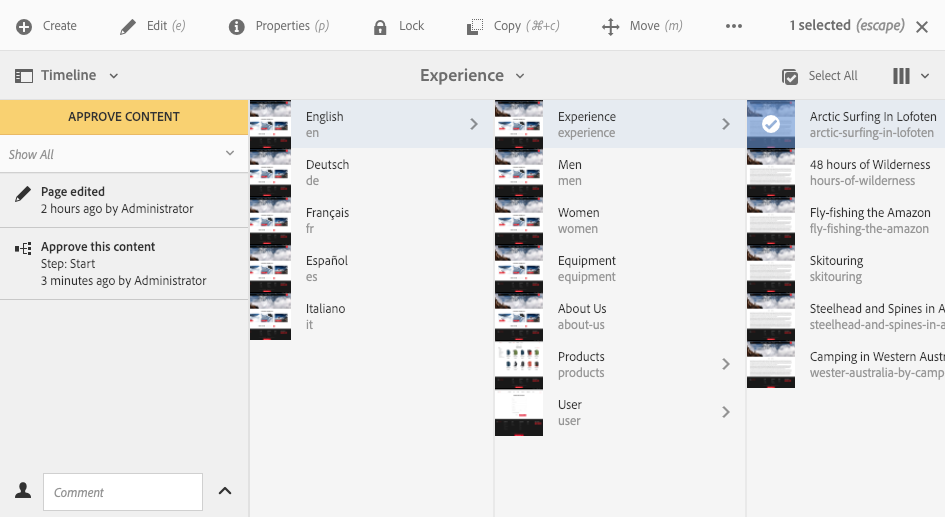 Create Edit (e) Properties (p) Lock Copy (⌘+c) Move (m) 1 selected (escape)
Timeline Experience Select All
APPROVE CONTENT
Show All
Page edited
2 hours ago by Administrator
Approve this content
Step: Start
3 minutes ago by Administrator
Comment
English
en
Deutsch
de
Français
fr
Español
es
Italiano
it
Experience
experience
Men
men
Women
women
Equipment
equipment
About Us
about-us
Products
products
User
user
Arctic Surfing In Lofoten
arctic-surfing-in-lofoten
48 hours of Wilderness
hours-of-wilderness
Fly-fishing the Amazon
fly-fishing-the-amazon
Skitouring
skitouring
Steelhead and Spines in A
steelhead-and-spines-in-a
Camping in Western Aust
wester-australia-by-camp